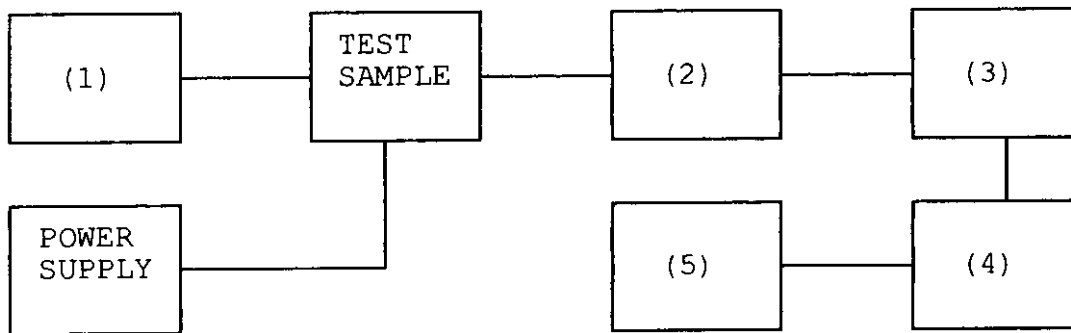 (1)
TEST
SAMPLE
(2)
(3)
POWER
SUPPLY
(5)
(4)